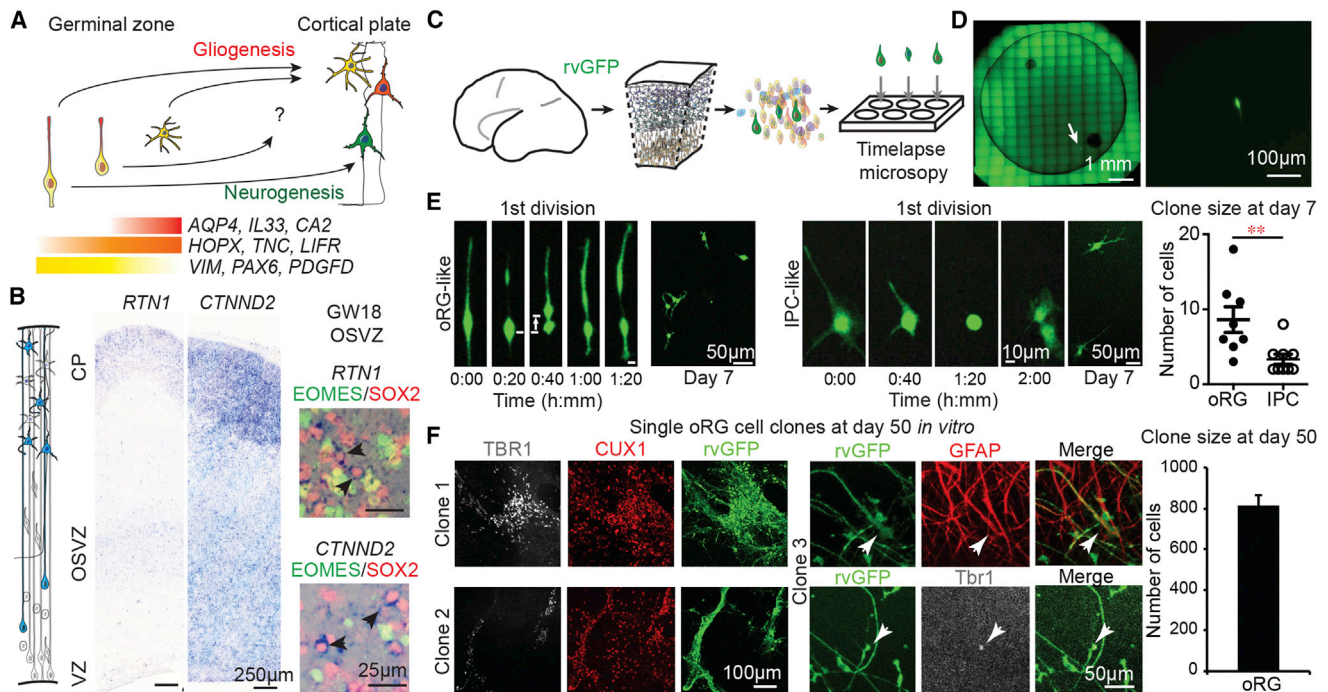 A
Germinal zone
Cortical plate
Gliogenesis
?
Neurogenesis
AQP4, IL33, CA2
HOPX, TNC, LIFR
VIM, PAX6, PDGFD
B
RTN1
CTNND2
CP
OSVZ
VZ
250µm
GW18
OSVZ
RTN1
EOMES/SOX2
CTNND2
EOMES/SOX2
25µm
C
rvGFP
Timelapse
microsopy
D
1 mm
100µm
E
1st division
oRG-like
0:00
0:20
0:40
1:00
1:20
Time (h:mm)
50µm
Day 7
1st division
IPC-like
10µm
0:00
0:40
1:20
2:00
Time (h:mm)
50µm
Day 7
Clone size at day 7
**
Number of cells
20
10
0
oRG
IPC
F
Single oRG cell clones at day 50 in vitro
TBR1
CUX1
rvGFP
Clone 1
Clone 2
100µm
Clone 3
rvGFP
GFAP
Merge
rvGFP
Tbr1
Merge
50µm
Clone size at day 50
Number of cells
1000
800
600
400
200
0
oRG